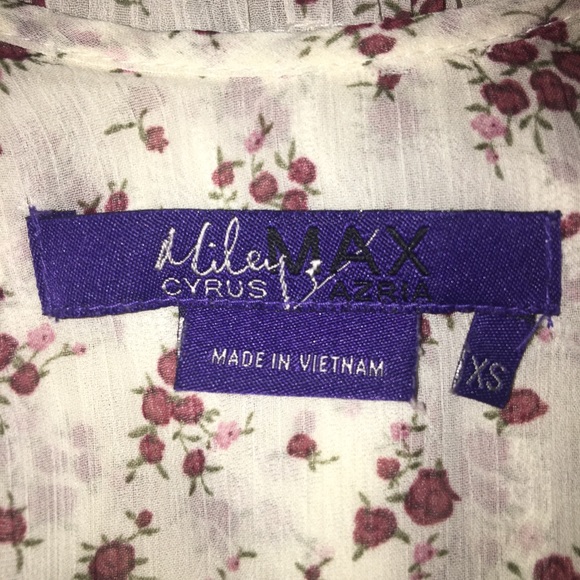 Miley MAX
CYRUS & AZRIA
MADE IN VIETNAM
XS